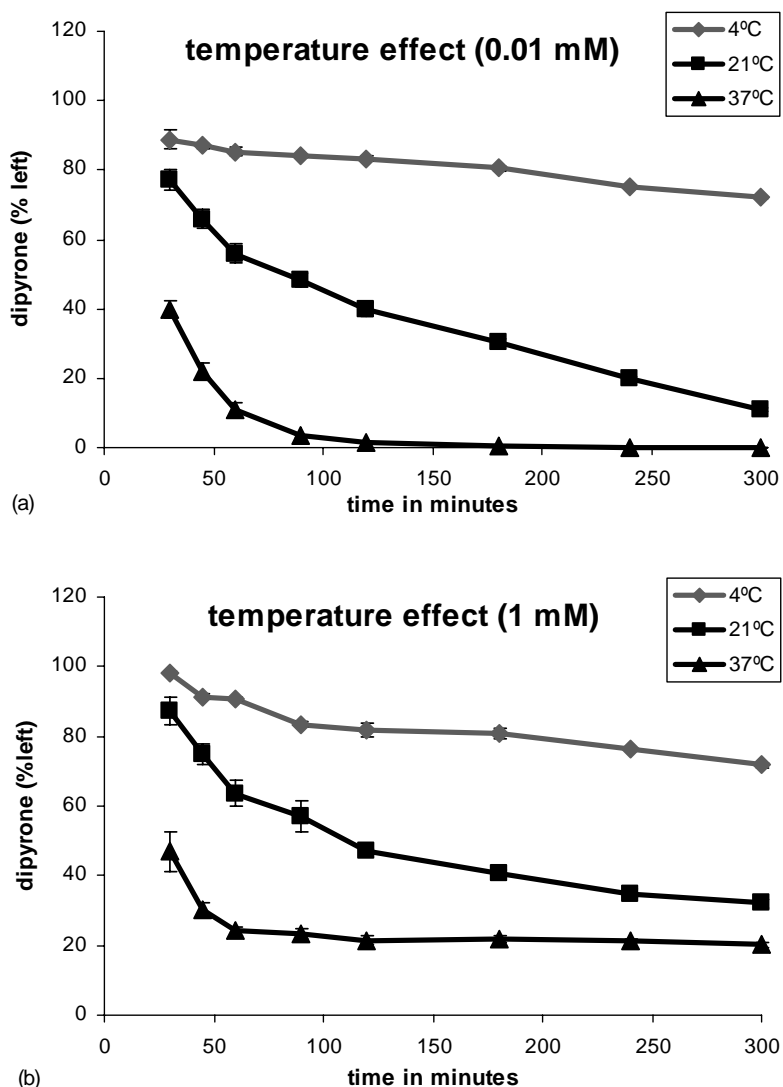 temperature effect (0.01 mM)
4ºC
21ºC
37ºC
dipyrone (% left)
120
100
80
60
40
20
0
0 50 100 150 200 250 300
time in minutes
(a)
temperature effect (1 mM)
4ºC
21ºC
37ºC
dipyrone (%left)
120
100
80
60
40
20
0
0 50 100 150 200 250 300
time in minutes
(b)